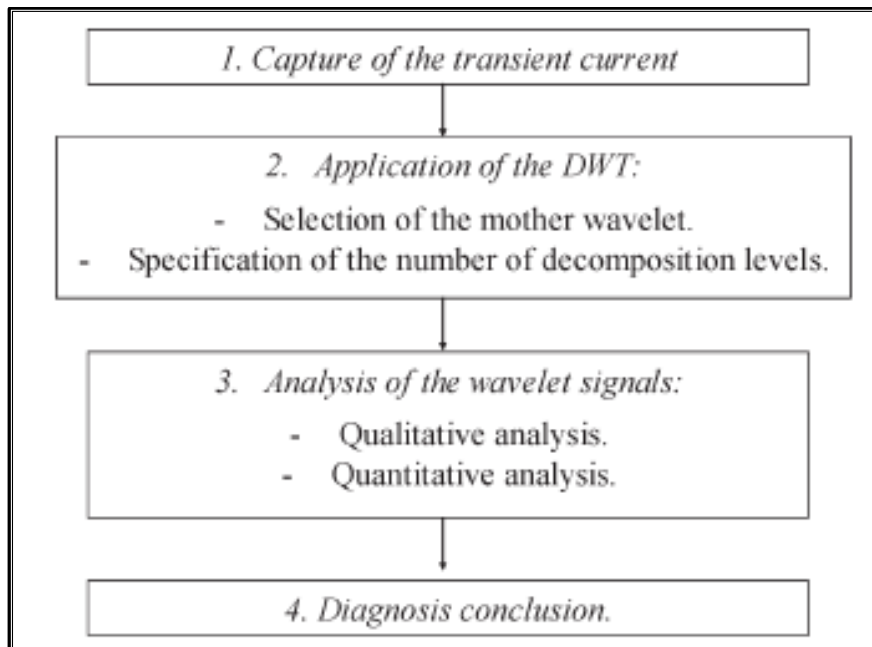 1. Capture of the transient current
2. Application of the DWT:
- Selection of the mother wavelet.
- Specification of the number of decomposition levels.
3. Analysis of the wavelet signals:
- Qualitative analysis.
- Quantitative analysis.
4. Diagnosis conclusion.